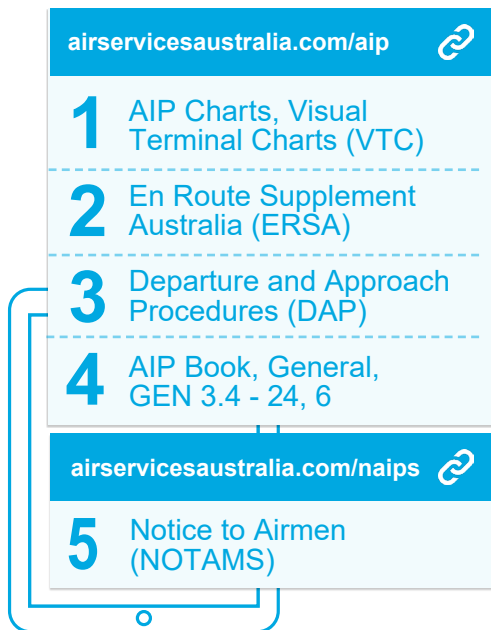 airservicesaustralia.com/aip
1 AIP Charts, Visual
Terminal Charts (VTC)
2 En Route Supplement
Australia (ERSA)
3 Departure and Approach
Procedures (DAP)
4 AIP Book, General,
GEN 3.4 - 24, 6
airservicesaustralia.com/naips
5 Notice to Airmen
(NOTAMS)